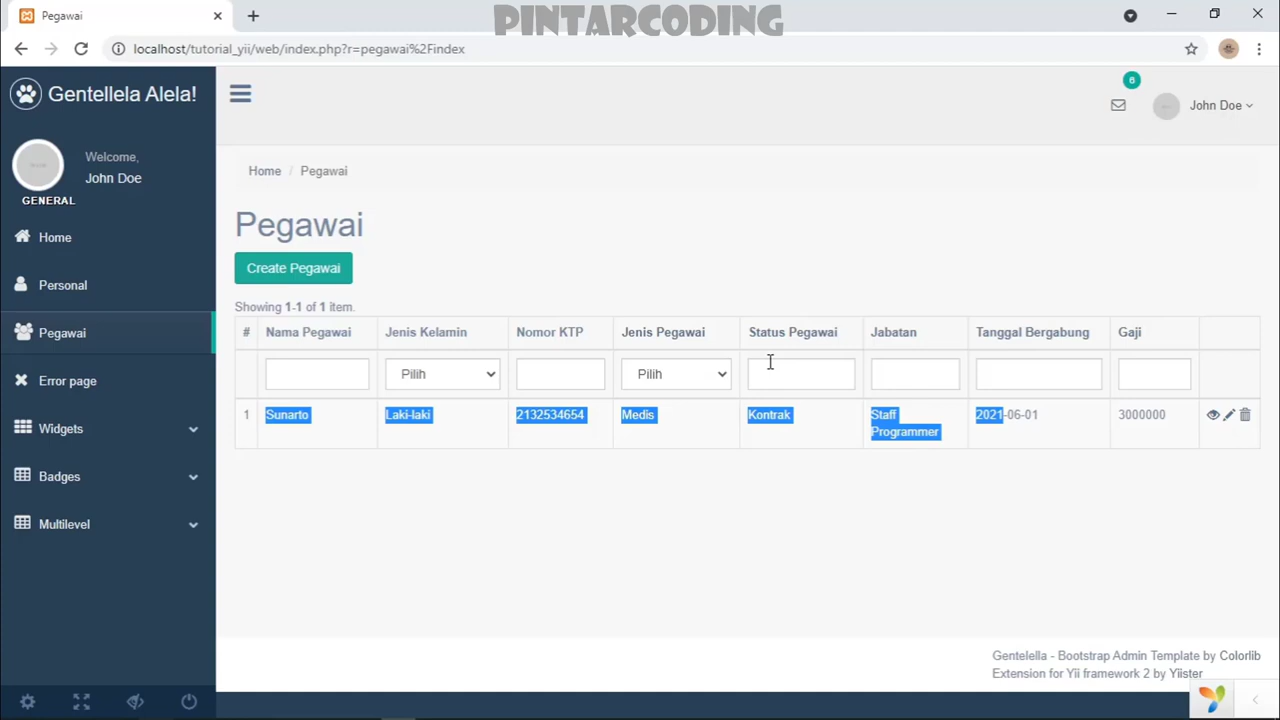 Pegawai
PINTARCODING
localhost/tutorial_yii/web/index.php?r=pegawai%2Findex
Gentellela Alela!
6
John Doe
Welcome,
John Doe
GENERAL
Home
Personal
Pegawai
Error page
Widgets
Badges
Multilevel
Home / Pegawai
Pegawai
Create Pegawai
Showing 1-1 of 1 item.
# Nama Pegawai Jenis Kelamin Nomor KTP Jenis Pegawai Status Pegawai Jabatan Tanggal Bergabung Gaji
Pilih Pilih
1 Sunarto Laki-laki 2132534654 Medis Kontrak Staff Programmer 2021-06-01 3000000
Gentelella - Bootstrap Admin Template by Colorlib
Extension for Yii framework 2 by Yiister